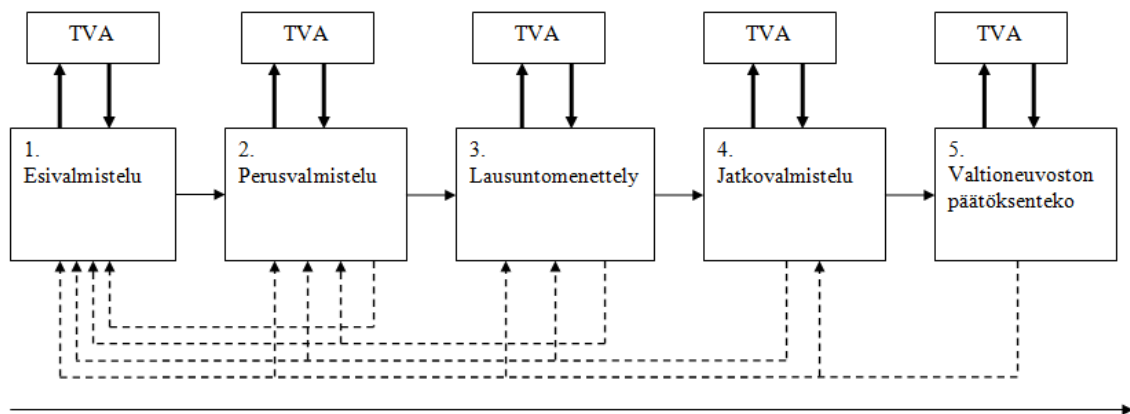 TVA
TVA
TVA
TVA
TVA
1.
Esivalmistelu
2.
Perusvalmistelu
3.
Lausuntomenettely
4.
Jatkovalmistelu
5.
Valtioneuvoston
päätöksenteko